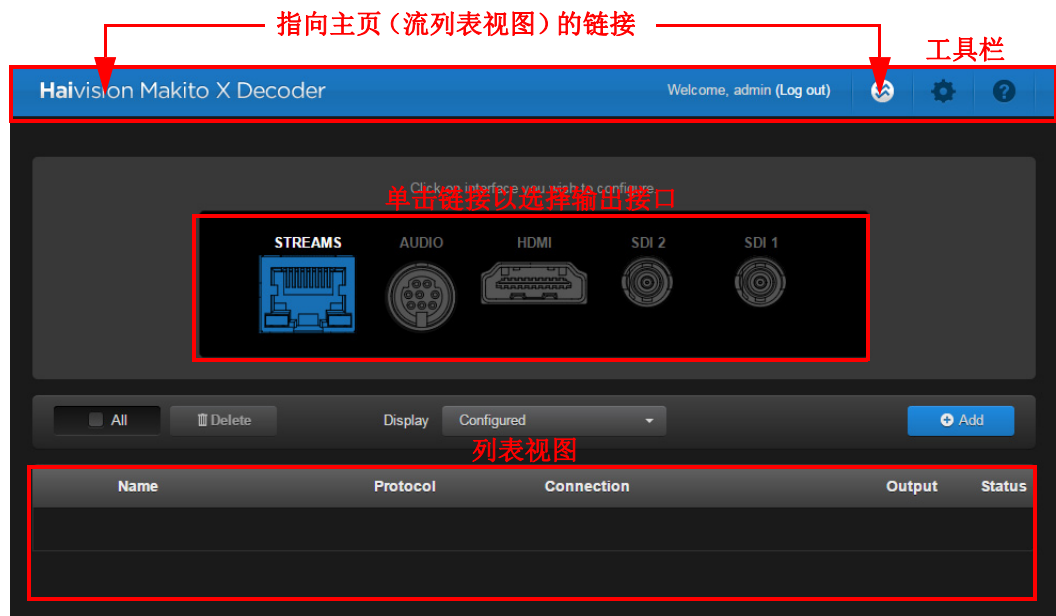 指向主页（流列表视图）的链接
工具栏
Haivision Makito X Decoder
Welcome, admin (Log out)
Click on interface you wish to configure.
单击链接以选择输出接口
STREAMS AUDIO HDMI SDI 2 SDI 1
All Delete Display Configured Add
列表视图
Name Protocol Connection Output Status